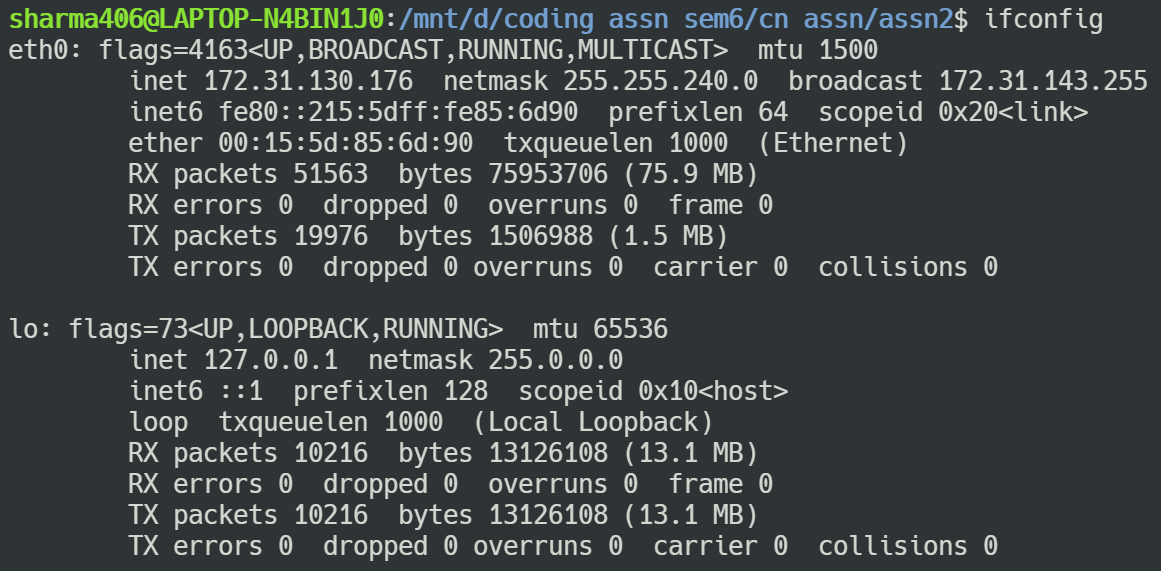 sharma406@LAPTOP-N4BIN1J0:/mnt/d/coding assn sem6/cn assn/assn2$ ifconfig
eth0: flags=4163<UP,BROADCAST,RUNNING,MULTICAST>  mtu 1500
        inet 172.31.130.176  netmask 255.255.240.0  broadcast 172.31.143.255
        inet6 fe80::215:5dff:fe85:6d90  prefixlen 64  scopeid 0x20<link>
        ether 00:15:5d:85:6d:90  txqueuelen 1000  (Ethernet)
        RX packets 51563  bytes 75953706 (75.9 MB)
        RX errors 0  dropped 0  overruns 0  frame 0
        TX packets 19976  bytes 1506988 (1.5 MB)
        TX errors 0  dropped 0 overruns 0  carrier 0  collisions 0

lo: flags=73<UP,LOOPBACK,RUNNING>  mtu 65536
        inet 127.0.0.1  netmask 255.0.0.0
        inet6 ::1  prefixlen 128  scopeid 0x10<host>
        loop  txqueuelen 1000  (Local Loopback)
        RX packets 10216  bytes 13126108 (13.1 MB)
        RX errors 0  dropped 0  overruns 0  frame 0
        TX packets 10216  bytes 13126108 (13.1 MB)
        TX errors 0  dropped 0 overruns 0  carrier 0  collisions 0